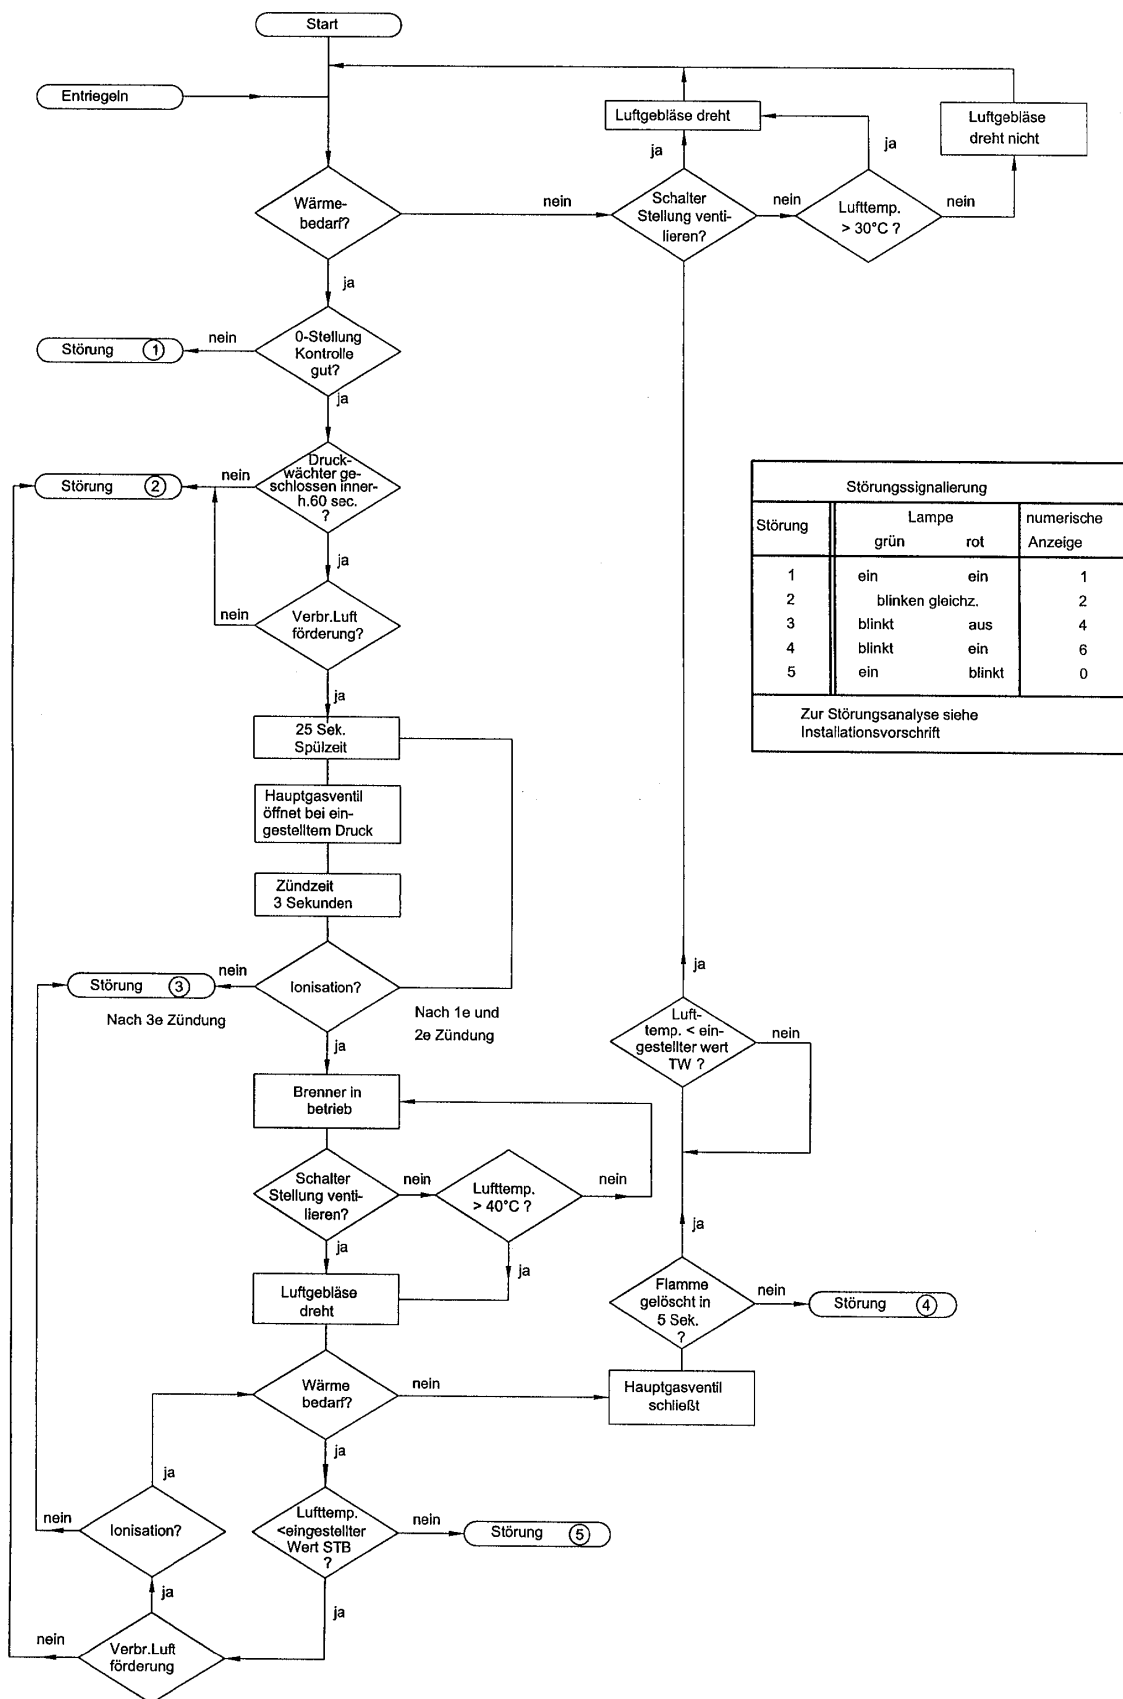 Start
Entriegeln
Luftgebläse dreht
Luftgebläse
dreht nicht
ja
ja
Wärme-
bedarf?
nein
Schalter
Stellung venti-
lieren?
nein
Lufttemp.
> 30°C ?
nein
ja
0-Stellung
Kontrolle
gut?
nein
Störung 1
ja
Druck-
wächter ge-
schlossen inner-
h.60 sec.
?
nein
Störung 2
ja
nein
Verbr.Luft
förderung?
ja
Störungssignallerung
Störung
Lampe
numerische
grün rot Anzeige
1 ein ein 1
2 blinken gleichz. 2
3 blinkt aus 4
4 blinkt ein 6
5 ein blinkt 0
Zur Störungsanalyse siehe
Installationsvorschrift
25 Sek.
Spülzeit
Hauptgasventil
öffnet bei ein-
gestelltem Druck
Zündzeit
3 Sekunden
nein
Ionisation?
Störung 3
Nach 3e Zündung
Nach 1e und
2e Zündung
ja
ja
Luft-
temp. < ein-
gestellter wert
TW ?
nein
Brenner in
betrieb
Schalter
Stellung venti-
lieren?
nein
Lufttemp.
> 40°C ?
nein
ja
ja
ja
Luftgebläse
dreht
Flamme
gelöscht in
5 Sek.
?
nein
Störung 4
Wärme
bedarf?
nein
Hauptgasventil
schließt
ja
ja
Lufttemp.
<eingestellter
Wert STB
?
nein
Störung 5
nein
Ionisation?
ja
ja
nein
Verbr.Luft
förderung